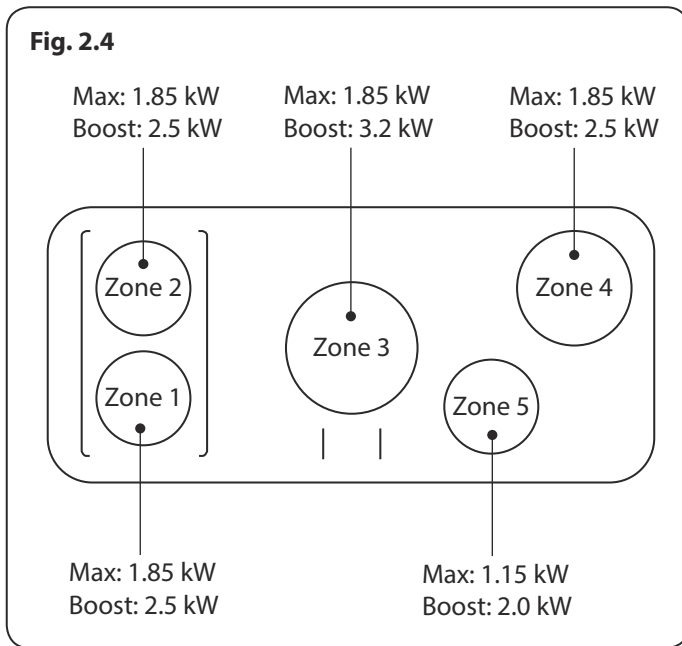 Fig. 2.4
Max: 1.85 kW
Boost: 2.5 kW
Max: 1.85 kW
Boost: 3.2 kW
Max: 1.85 kW
Boost: 2.5 kW
Zone 2
Zone 4
Zone 3
Zone 1
Zone 5
Max: 1.85 kW
Boost: 2.5 kW
Max: 1.15 kW
Boost: 2.0 kW